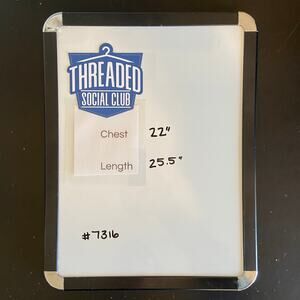 THREADED
SOCIAL CLUB
Chest 22"
Length 25.5"
#7316